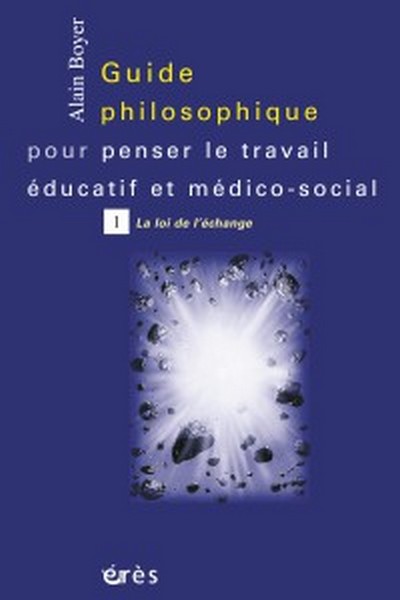 Alain Boyer
Guide
philosophique
pour penser le travail
éducatif et médico-social
1 La loi de l'échange
érès